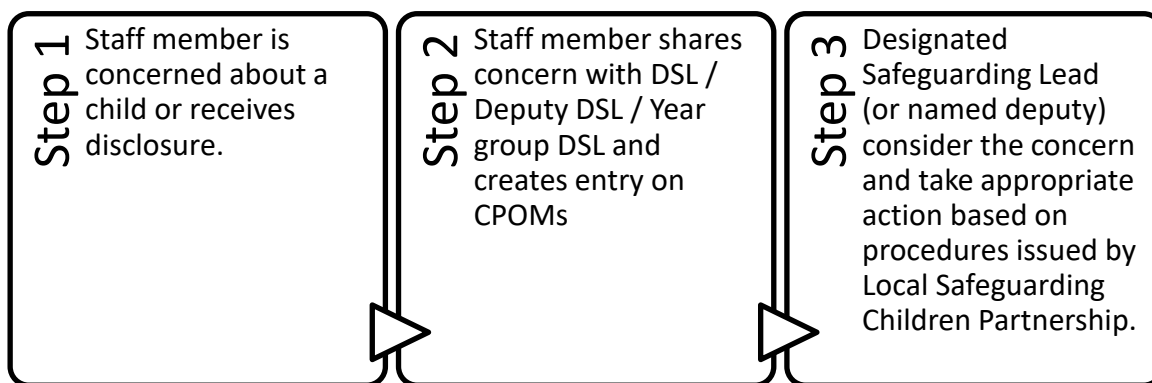 Step 1
Staff member is
concerned about a
child or receives
disclosure.
Step 2
Staff member shares
concern with DSL /
Deputy DSL / Year
group DSL and
creates entry on
CPOMs
Step 3
Designated
Safeguarding Lead
(or named deputy)
consider the concern
and take appropriate
action based on
procedures issued by
Local Safeguarding
Children Partnership.